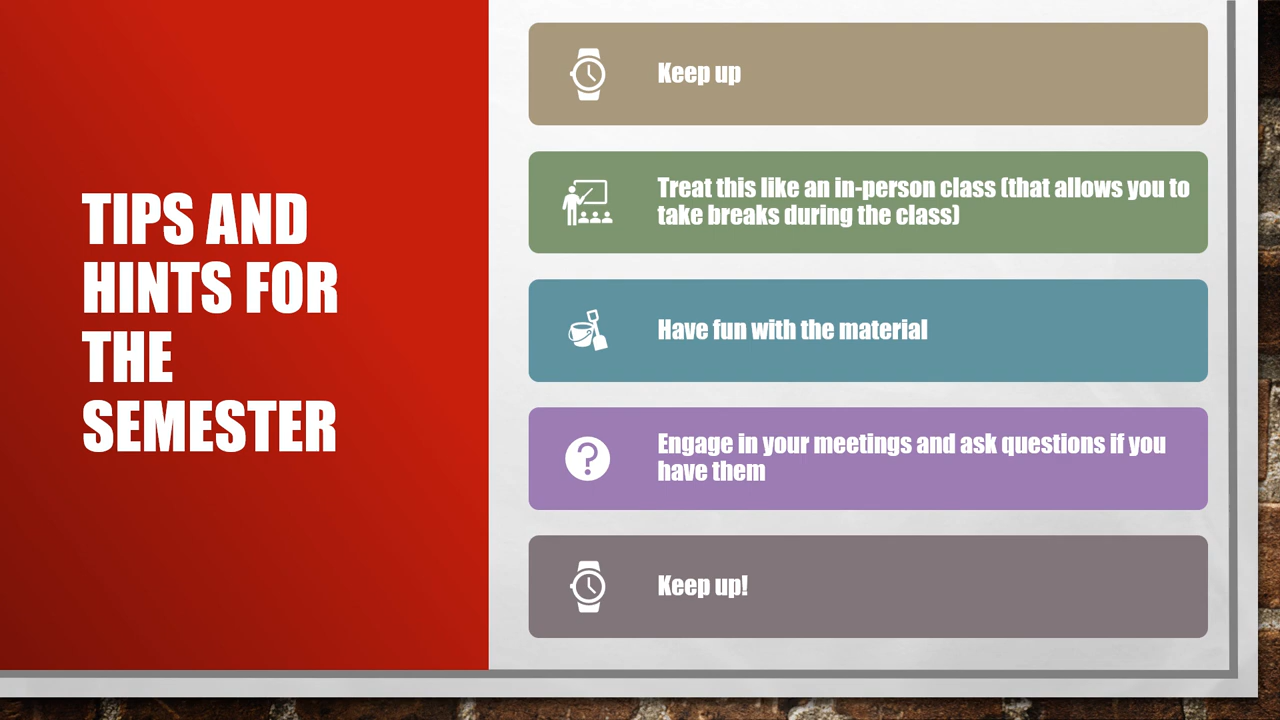 TIPS AND
HINTS FOR
THE
SEMESTER
Keep up
Treat this like an in-person class (that allows you to
take breaks during the class)
Have fun with the material
Engage in your meetings and ask questions if you
have them
Keep up!